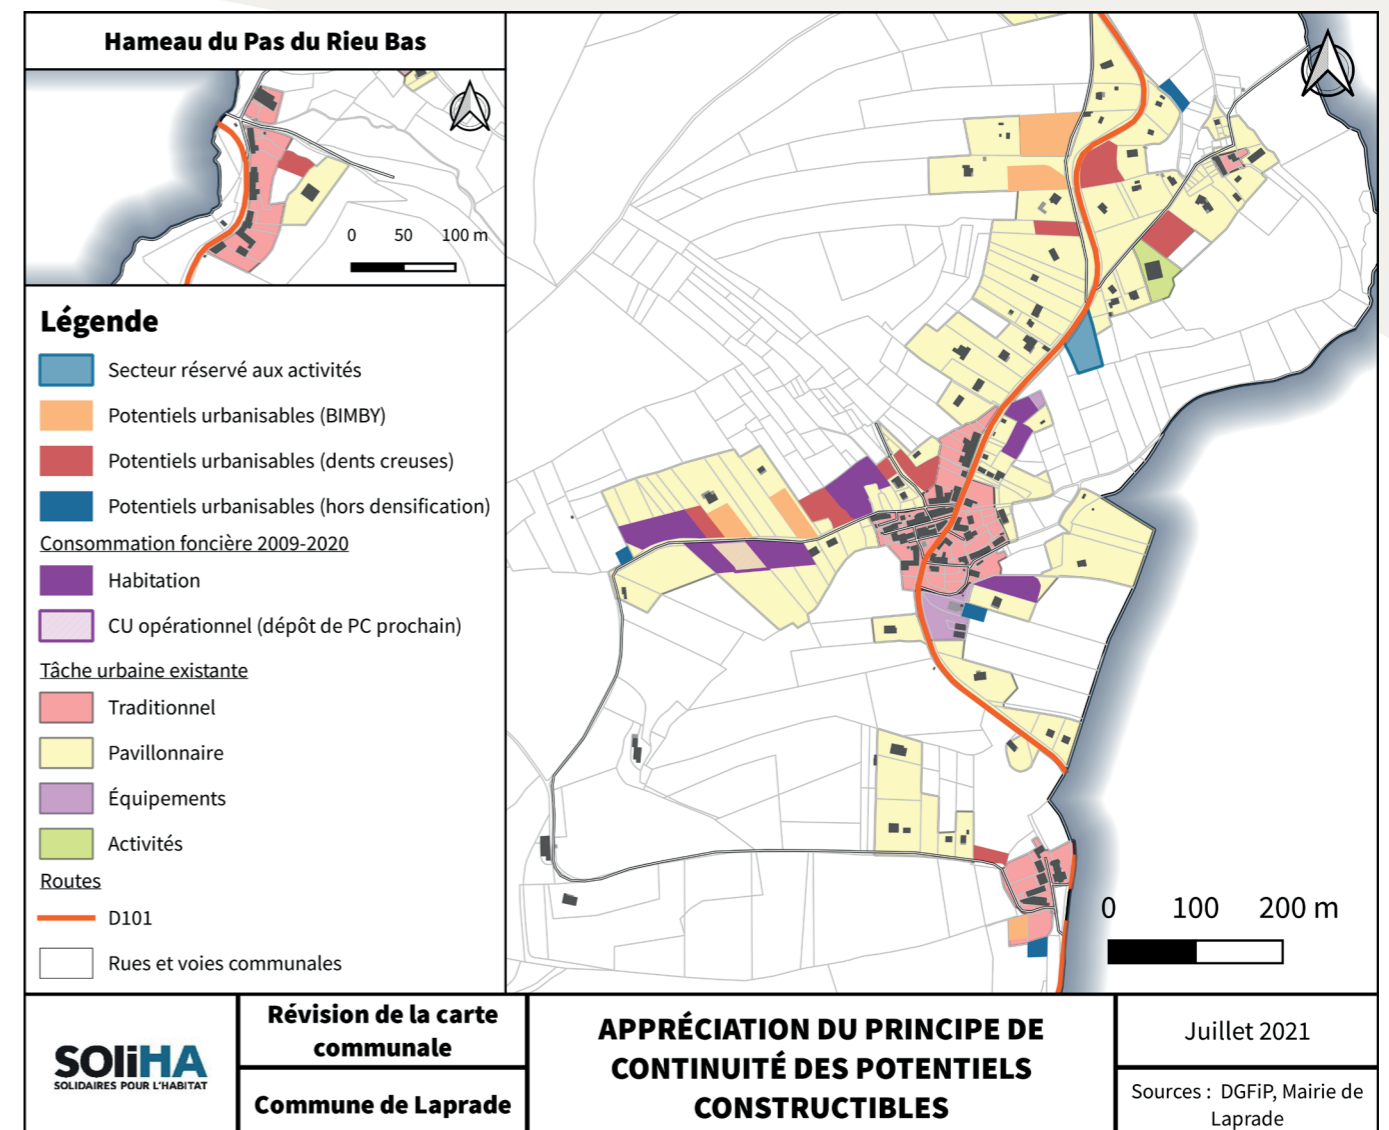 Hameau du Pas du Rieu Bas
0 50 100 m
Légende
Secteur réservé aux activités
Potentiels urbanisables (BIMBY)
Potentiels urbanisables (dents creuses)
Potentiels urbanisables (hors densification)
Consommation foncière 2009-2020
Habitation
CU opérationnel (dépôt de PC prochain)
Tâche urbaine existante
Traditionnel
Pavillonnaire
Équipements
Activités
Routes
D101
Rues et voies communales
0 100 200 m
SOLiHA
SOLIDAIRES POUR L'HABITAT
Révision de la carte
communale
Commune de Laprade
APPRÉCIATION DU PRINCIPE DE
CONTINUITÉ DES POTENTIELS
CONSTRUCTIBLES
Juillet 2021
Sources : DGFiP, Mairie de
Laprade